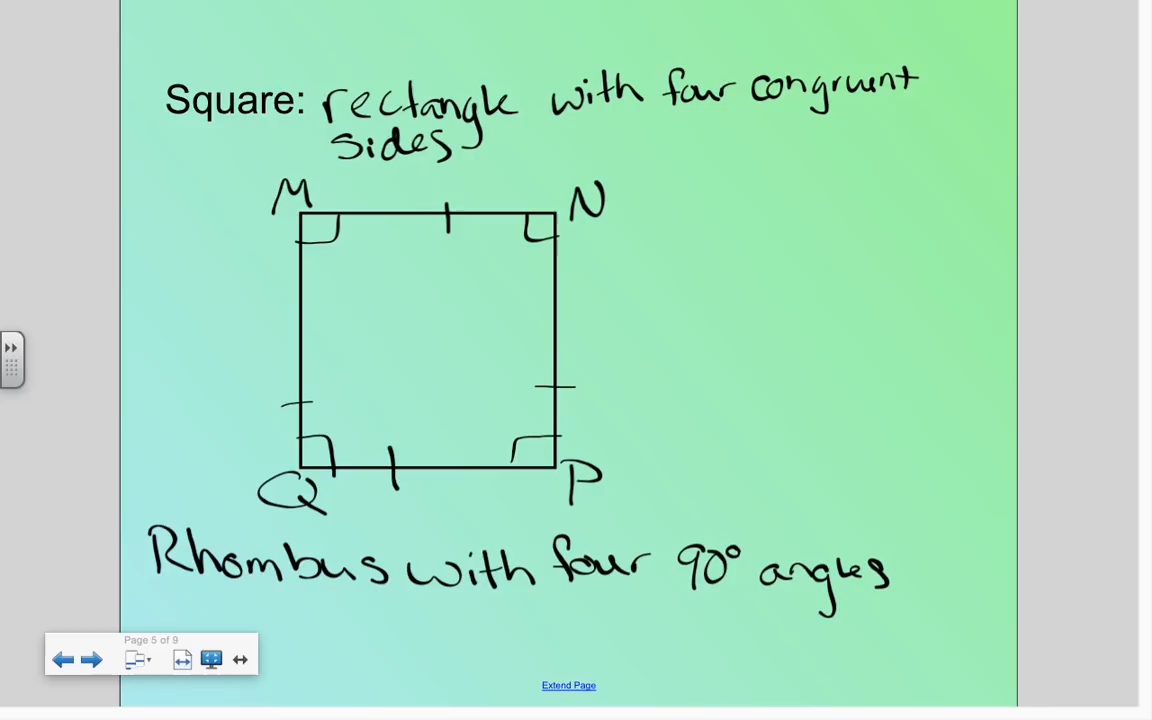 Square: rectangle with four congruent
sides
M
N
Q
P
Rhombus with four 90° angles
Page 5 of 9
Extend Page